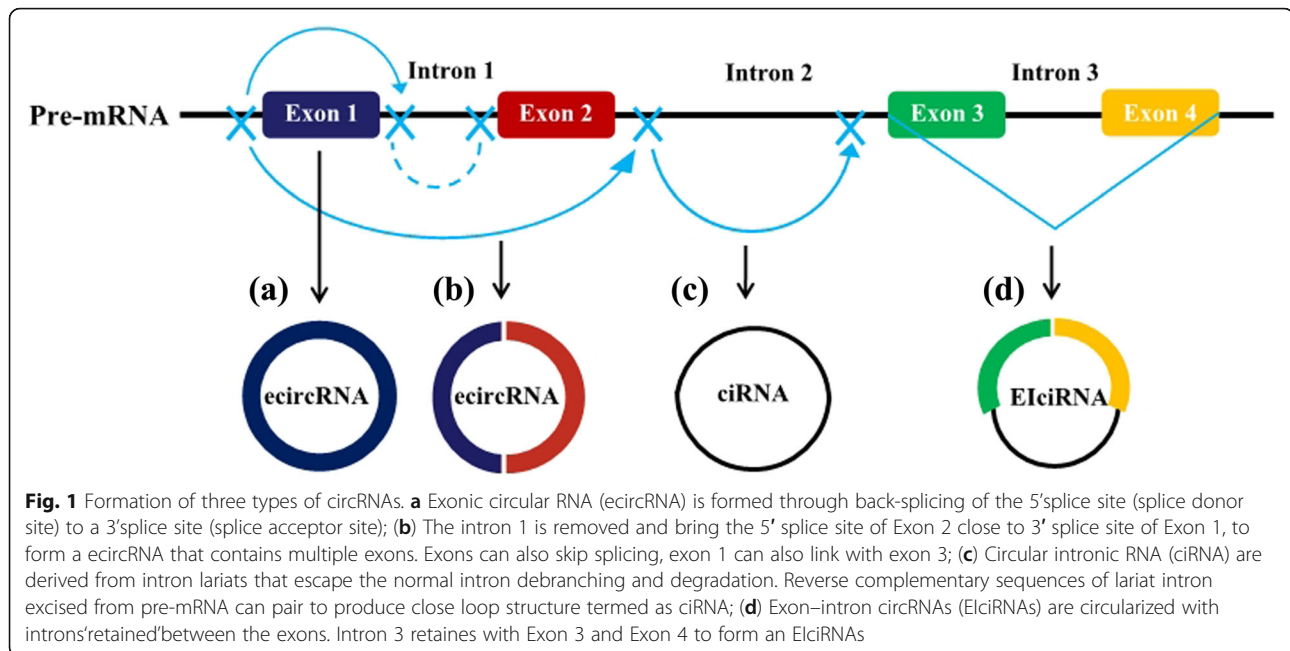 Intron 1 Intron 2 Intron 3
Pre-mRNA Exon 1 Exon 2 Exon 3 Exon 4
(a) (b) (c) (d)
ecircRNA ecircRNA ciRNA EIciRNA
Fig. 1 Formation of three types of circRNAs. a Exonic circular RNA (ecircRNA) is formed through back-splicing of the 5'splice site (splice donor
site) to a 3'splice site (splice acceptor site); (b) The intron 1 is removed and bring the 5′ splice site of Exon 2 close to 3′ splice site of Exon 1, to
form a ecircRNA that contains multiple exons. Exons can also skip splicing, exon 1 can also link with exon 3; (c) Circular intronic RNA (ciRNA) are
derived from intron lariats that escape the normal intron debranching and degradation. Reverse complementary sequences of lariat intron
excised from pre-mRNA can pair to produce close loop structure termed as ciRNA; (d) Exon–intron circRNAs (EIciRNAs) are circularized with
introns‘retained’between the exons. Intron 3 retaines with Exon 3 and Exon 4 to form an EIciRNAs